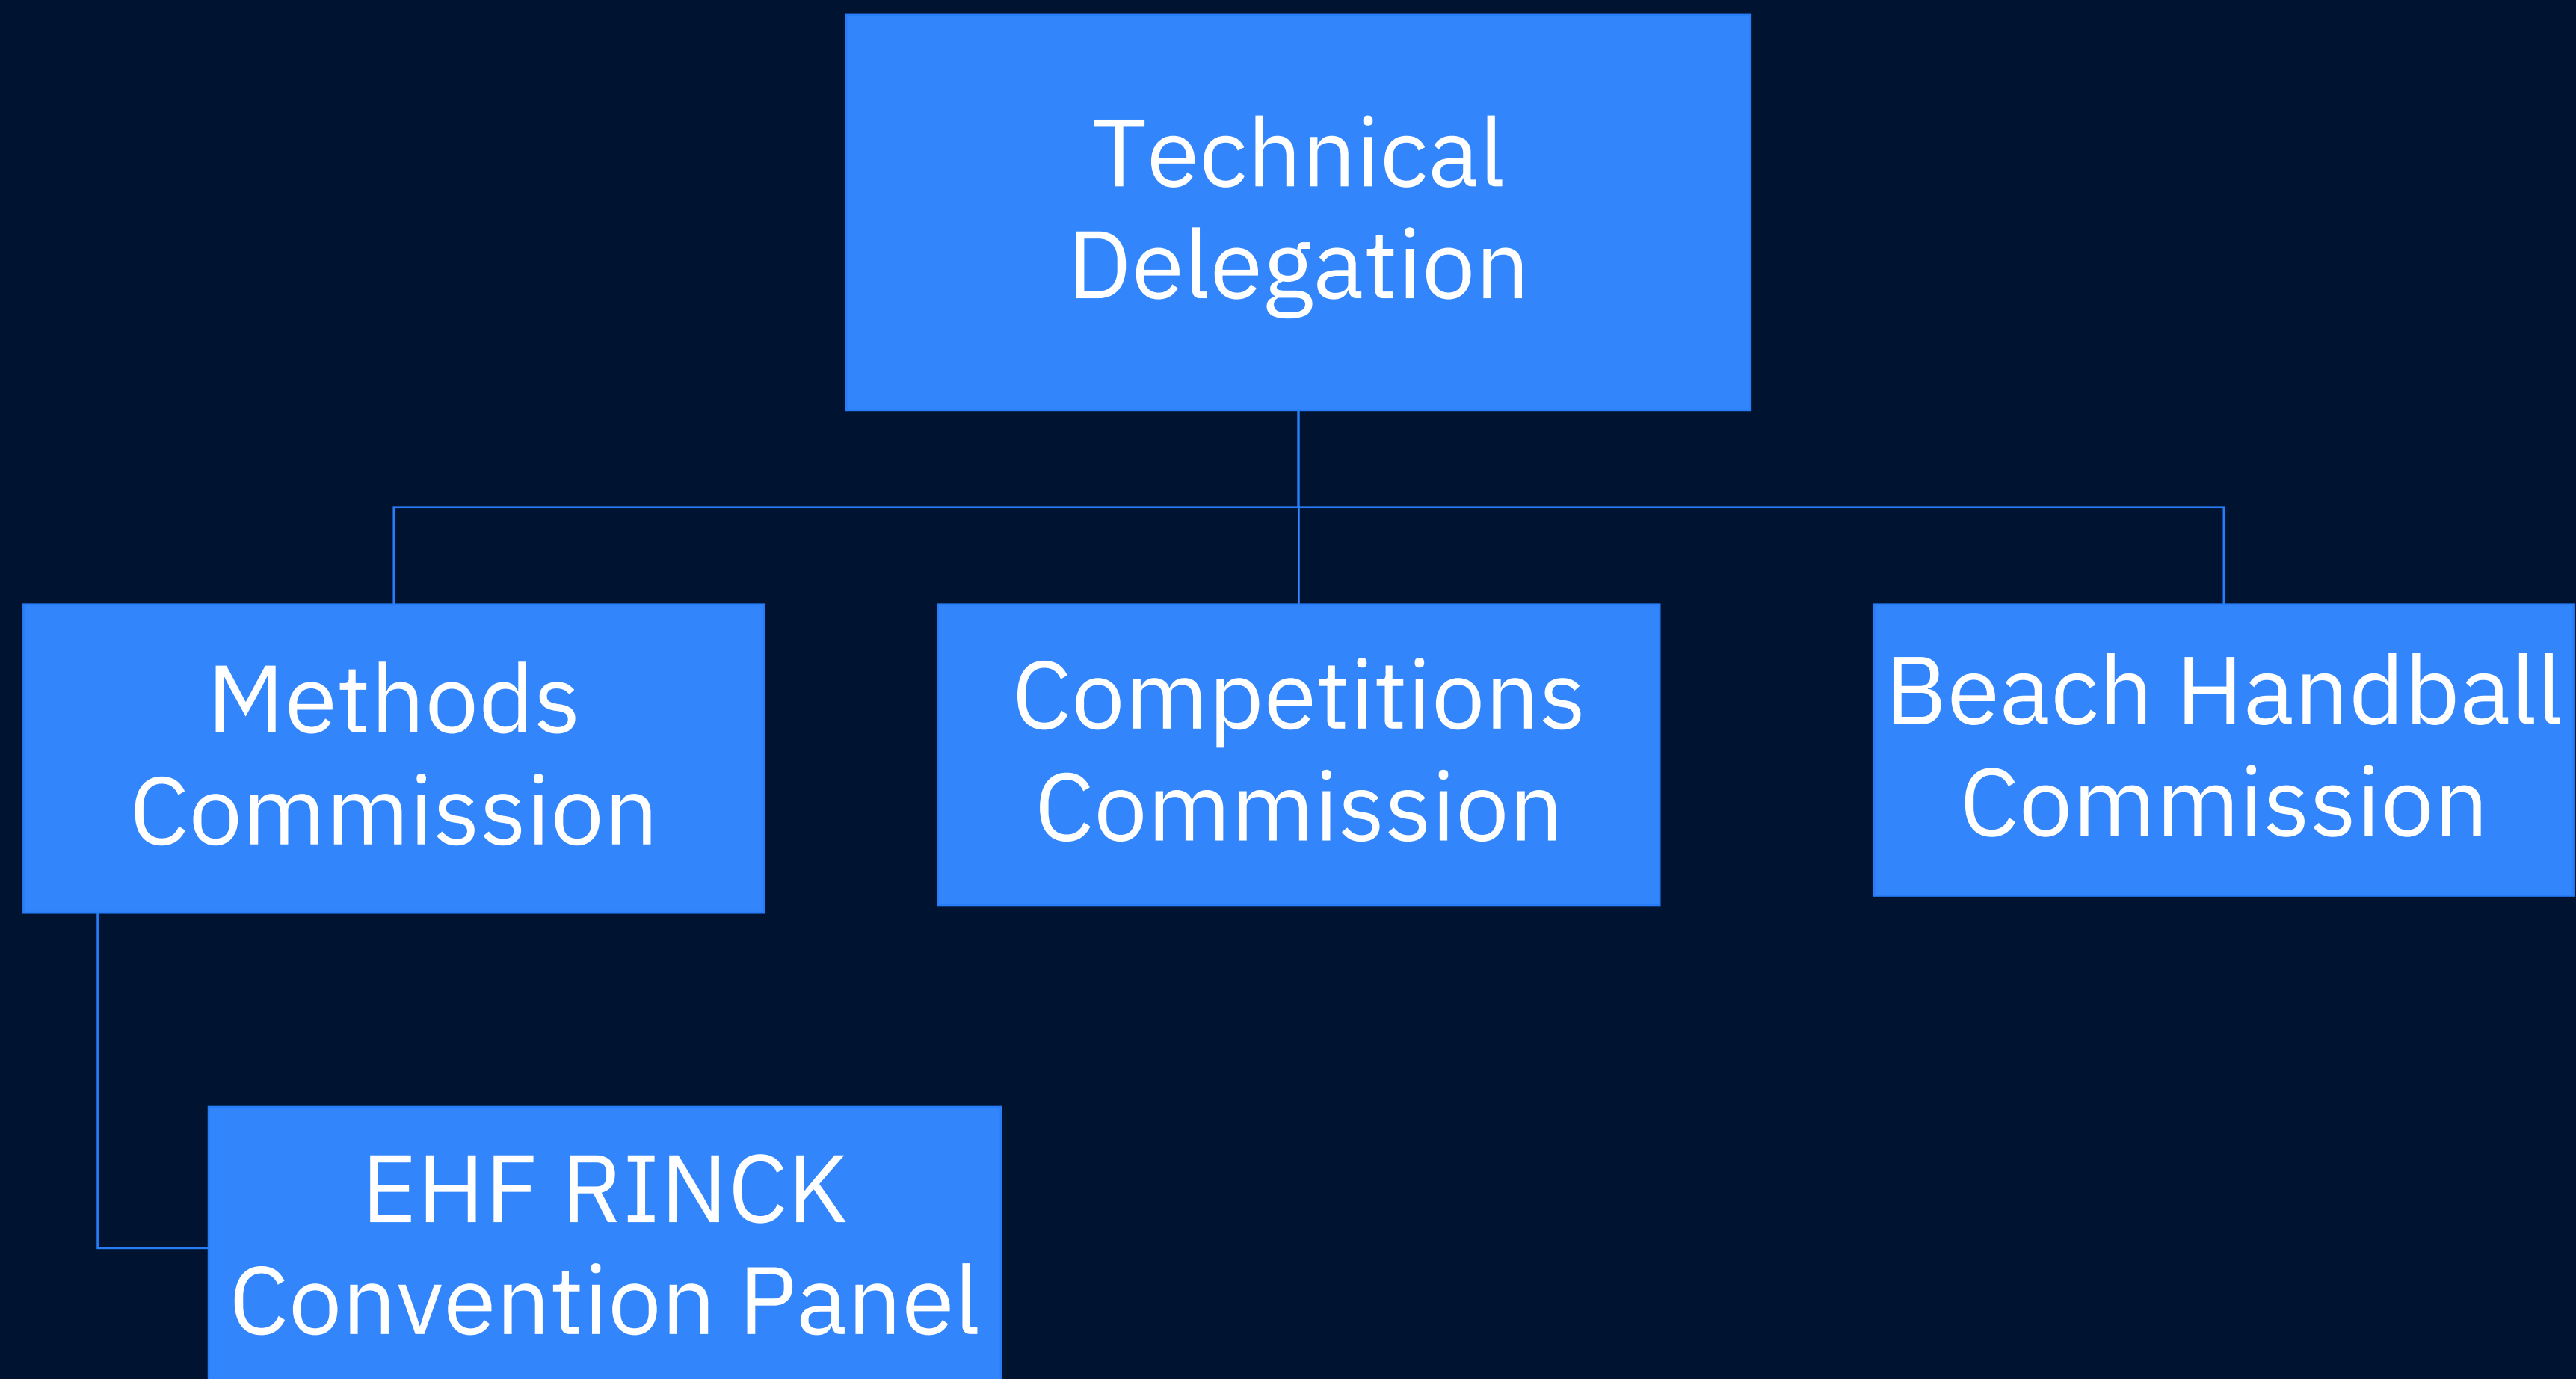 Technical
Delegation
Methods
Commission
Competitions
Commission
Beach Handball
Commission
EHF RINCK
Convention Panel